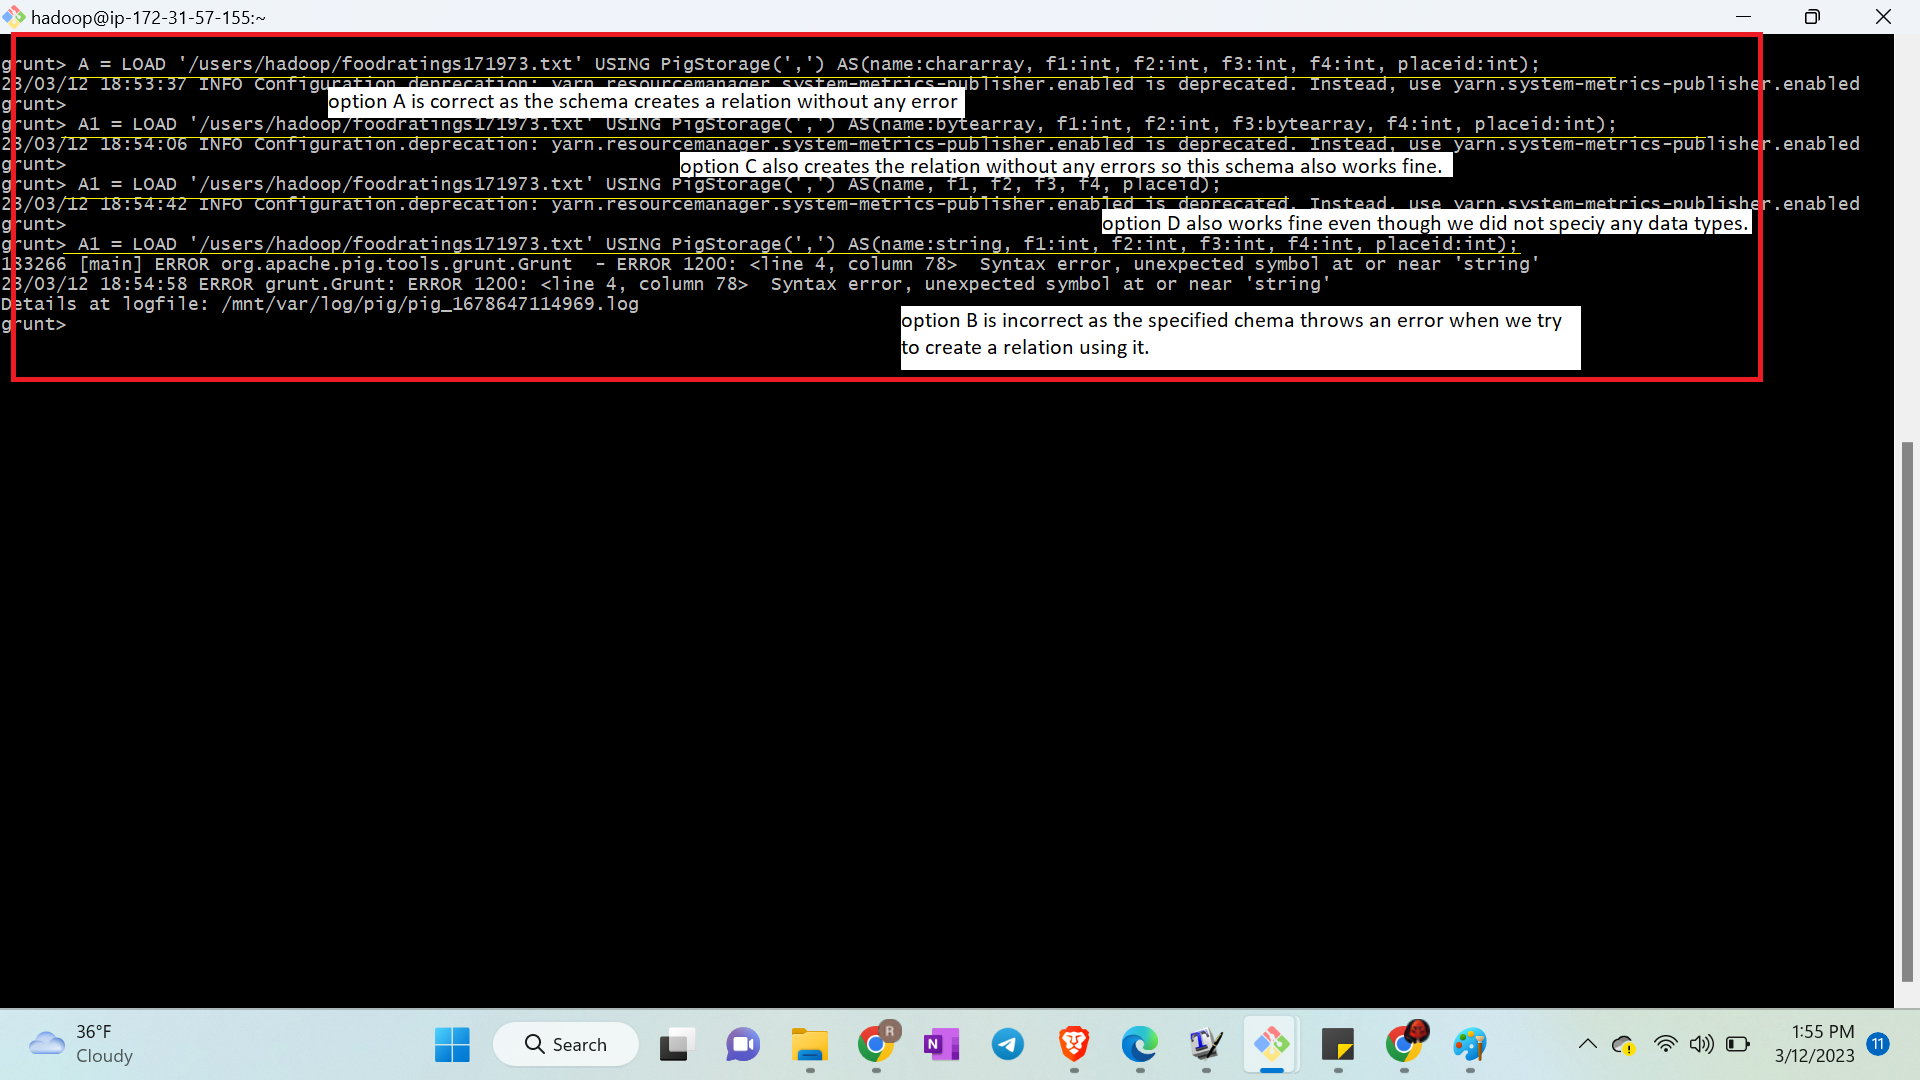 hadoop@ip-172-31-57-155:~
grunt> A = LOAD '/users/hadoop/foodratings171973.txt' USING PigStorage(',') AS(name:chararray, f1:int, f2:int, f3:int, f4:int, placeid:int);
23/03/12 18:53:37 INFO Configuration.deprecation: yarn.resourcemanager.system-metrics-publisher.enabled is deprecated. Instead, use yarn.system-metrics-publisher.enabled
grunt>
option A is correct as the schema creates a relation without any error
grunt> A1 = LOAD '/users/hadoop/foodratings171973.txt' USING PigStorage(',') AS(name:bytearray, f1:int, f2:int, f3:bytearray, f4:int, placeid:int);
23/03/12 18:54:06 INFO Configuration.deprecation: yarn.resourcemanager.system-metrics-publisher.enabled is deprecated. Instead, use yarn.system-metrics-publisher.enabled
grunt>
option C also creates the relation without any errors so this schema also works fine.
grunt> A1 = LOAD '/users/hadoop/foodratings171973.txt' USING PigStorage(',') AS(name, f1, f2, f3, f4, placeid);
23/03/12 18:54:42 INFO Configuration.deprecation: yarn.resourcemanager.system-metrics-publisher.enabled is deprecated. Instead, use yarn.system-metrics-publisher.enabled
grunt>
option D also works fine even though we did not speciy any data types.
grunt> A1 = LOAD '/users/hadoop/foodratings171973.txt' USING PigStorage(',') AS(name:string, f1:int, f2:int, f3:int, f4:int, placeid:int);
183266 [main] ERROR org.apache.pig.tools.grunt.Grunt  - ERROR 1200: <line 4, column 78>  Syntax error, unexpected symbol at or near 'string'
23/03/12 18:54:58 ERROR grunt.Grunt: ERROR 1200: <line 4, column 78>  Syntax error, unexpected symbol at or near 'string'
Details at logfile: /mnt/var/log/pig/pig_1678647114969.log
grunt>
option B is incorrect as the specified chema throws an error when we try
to create a relation using it.
36°F
Cloudy
Search
R
N
1:55 PM
3/12/2023
11